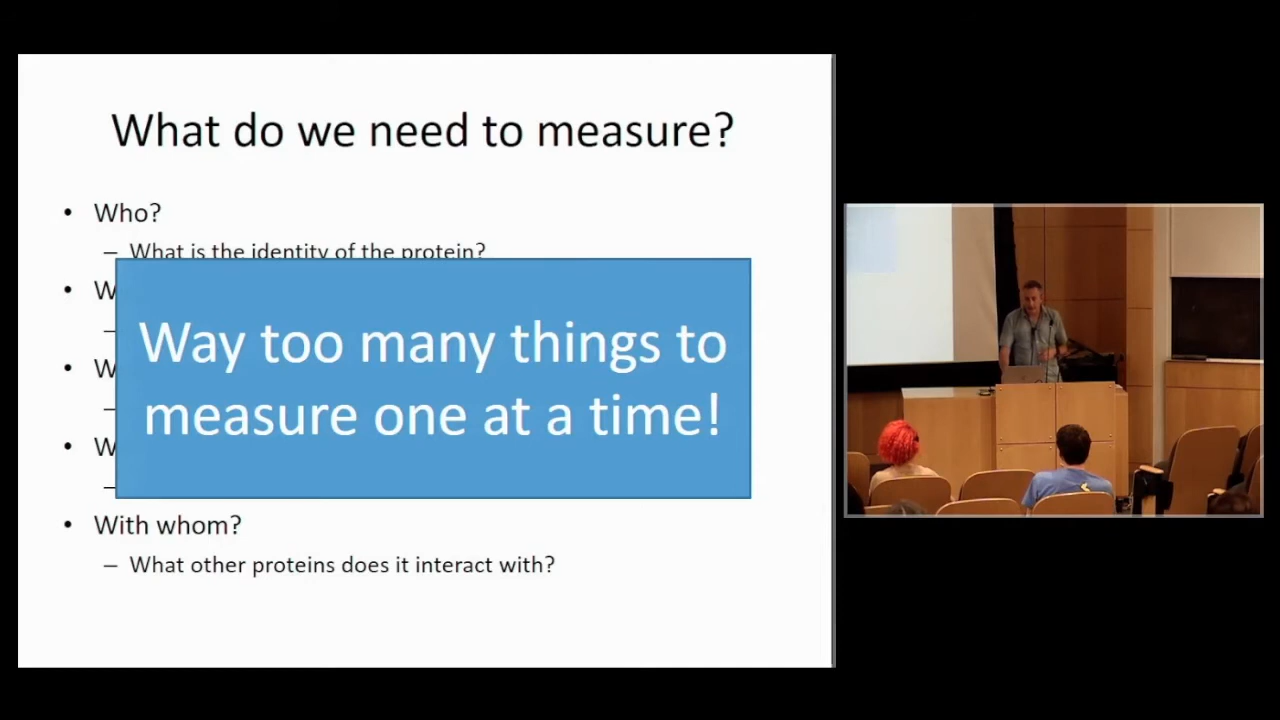 What do we need to measure?
• Who?
– What is the identity of the protein?
• W
–
• W
–
• W
–
Way too many things to
measure one at a time!
• With whom?
– What other proteins does it interact with?